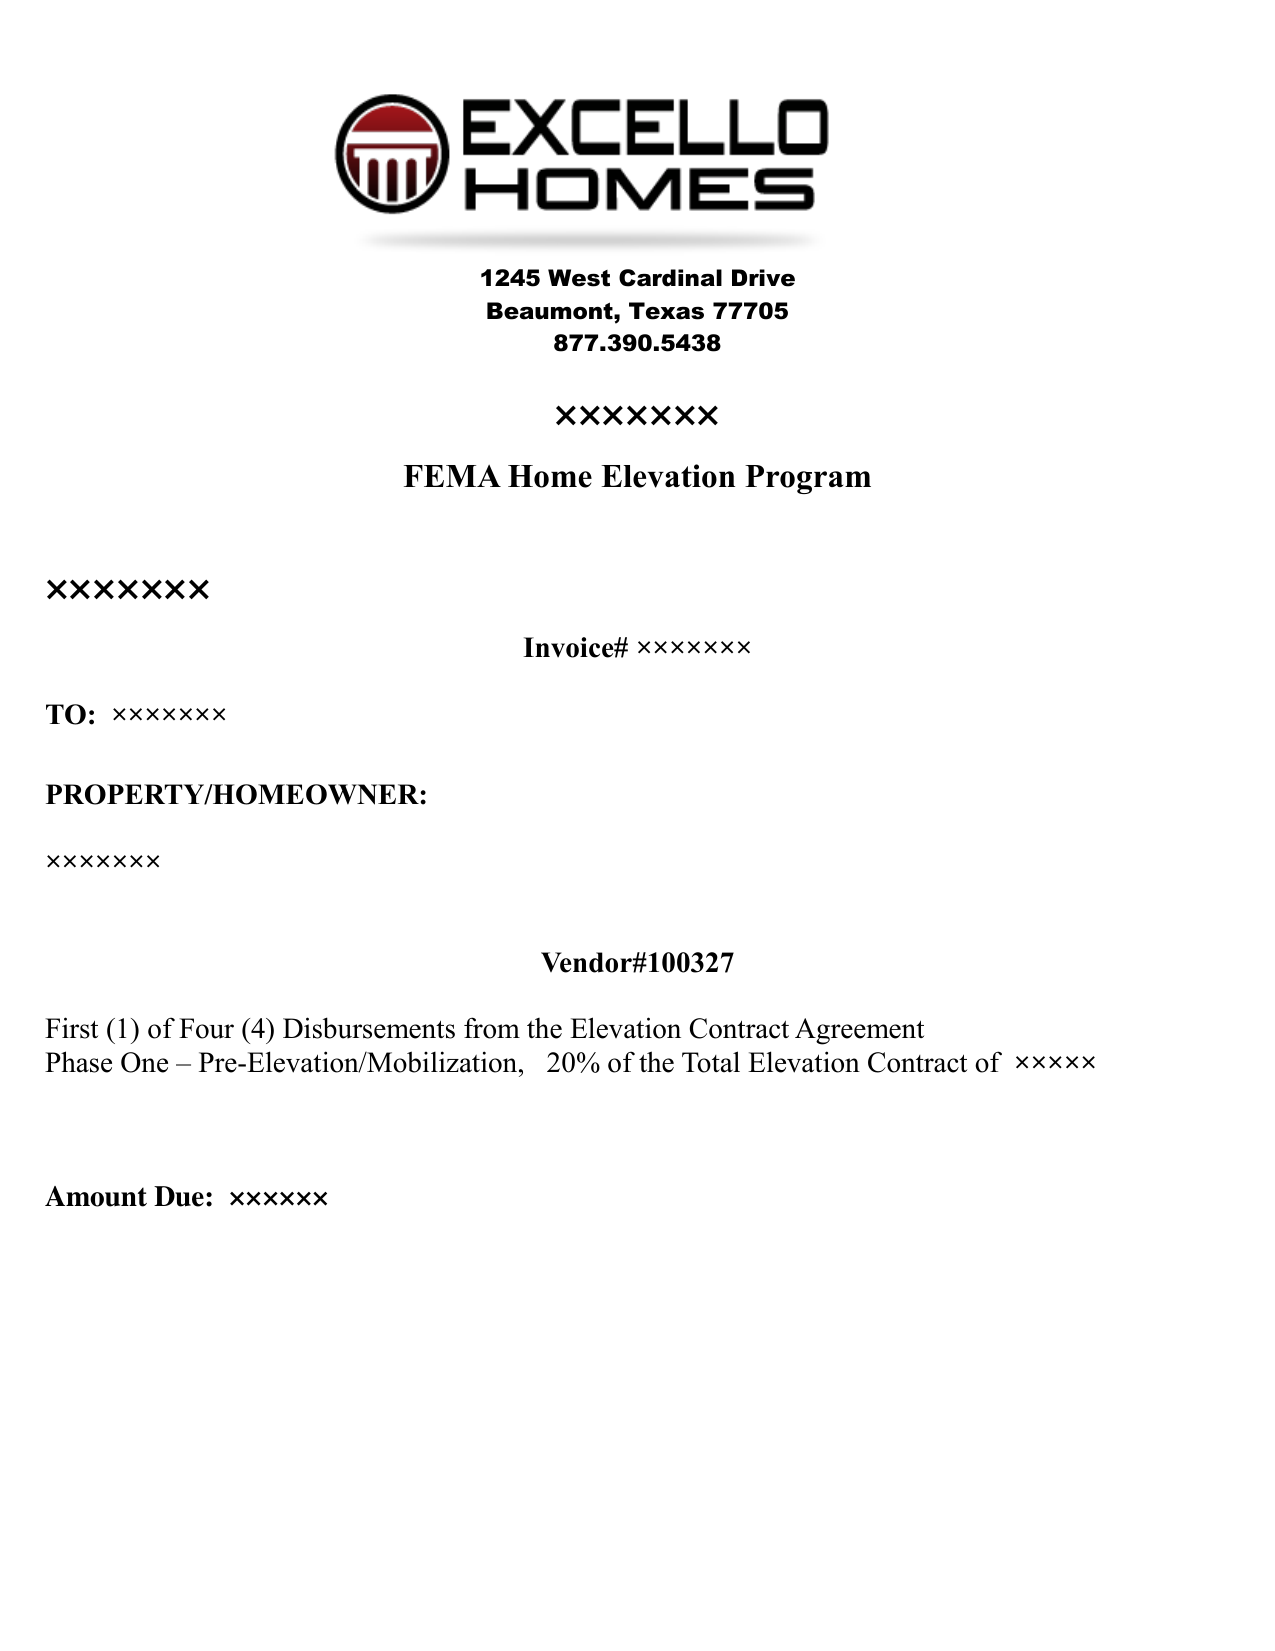 EXCELLO
HOMES
1245 West Cardinal Drive
Beaumont, Texas 77705
877.390.5438
×××××××
FEMA Home Elevation Program
×××××××
Invoice# ×××××××
TO: ×××××××
PROPERTY/HOMEOWNER:
×××××××
Vendor#100327
First (1) of Four (4) Disbursements from the Elevation Contract Agreement
Phase One – Pre-Elevation/Mobilization, 20% of the Total Elevation Contract of ×××××
Amount Due: ××××××